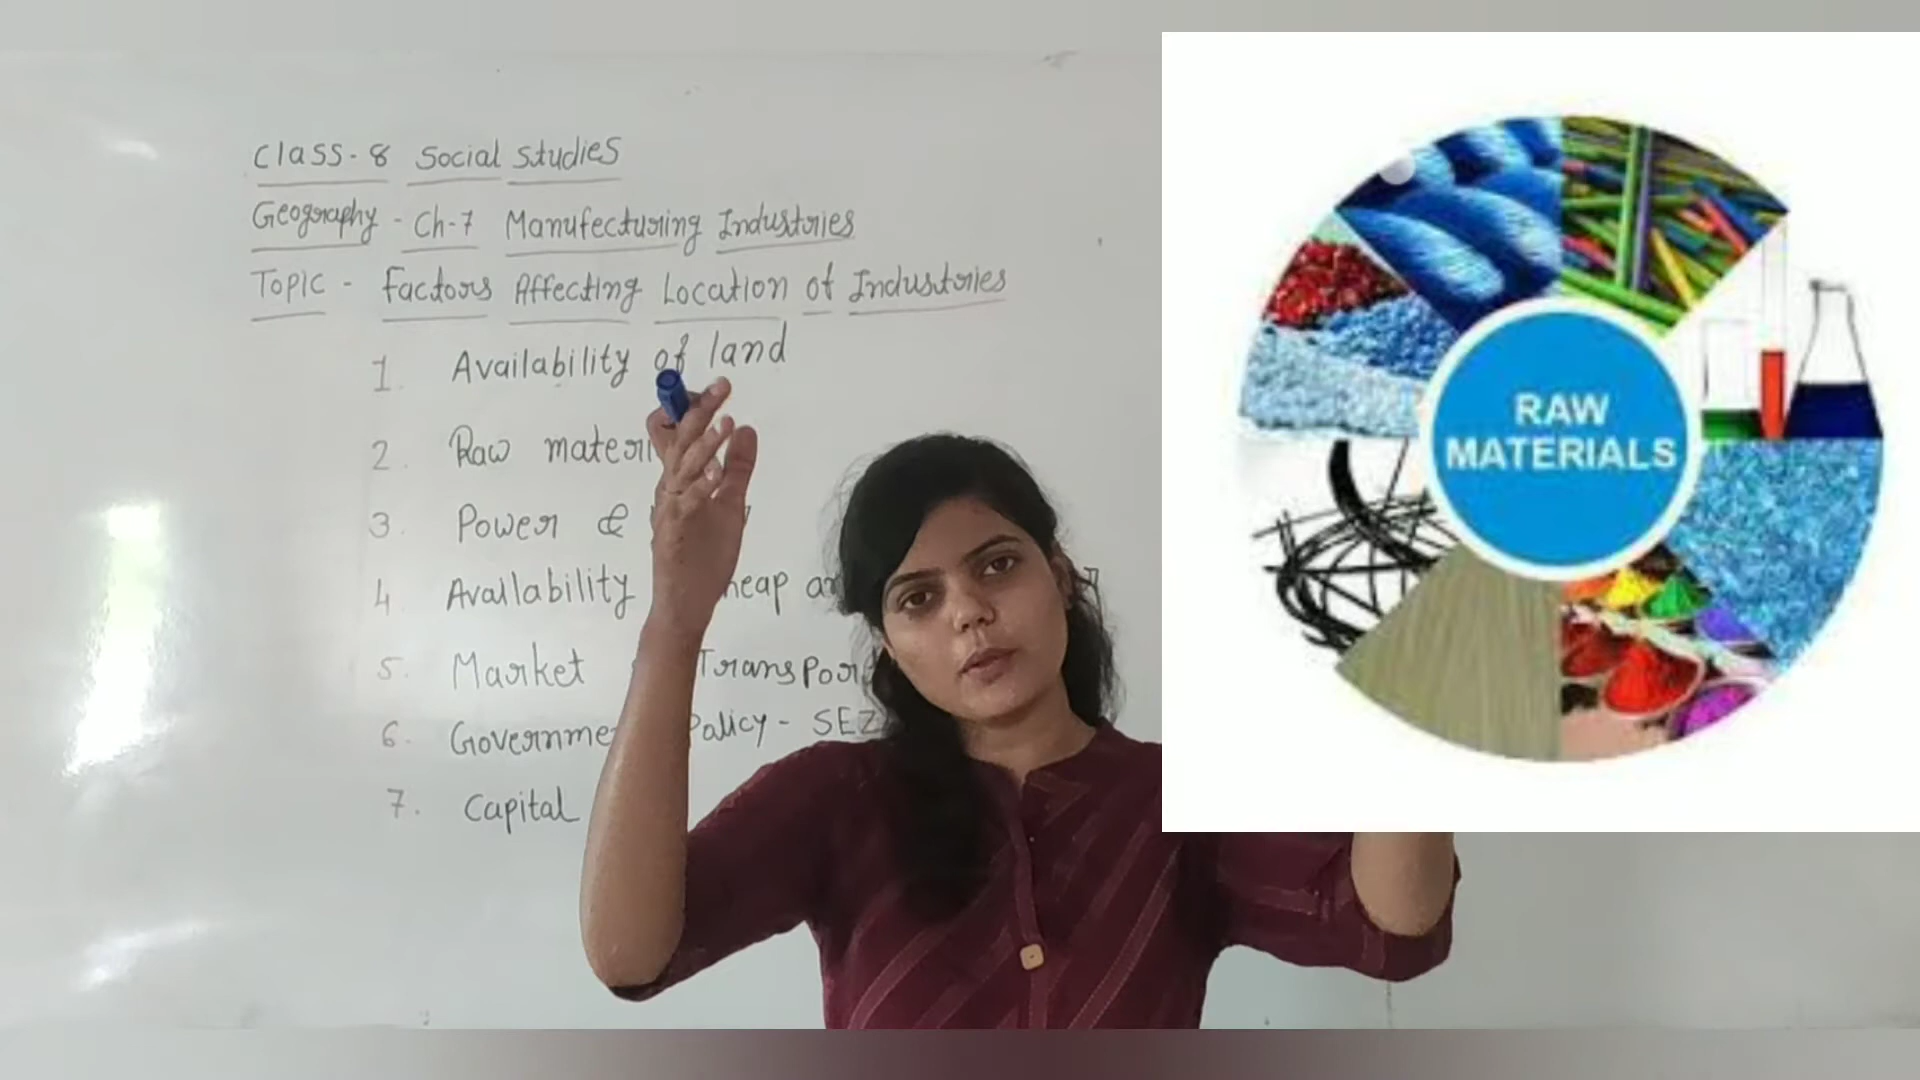 Class-8 Social Studies
Geography - Ch-7 Manufecturing Industries
Topic - Factors Affecting Location of Industries
1. Availability of land
2. Raw
3. Power &
4. Availability
5. Market
6. Policy - SEZ
7. Capital
RAW
MATERIALS